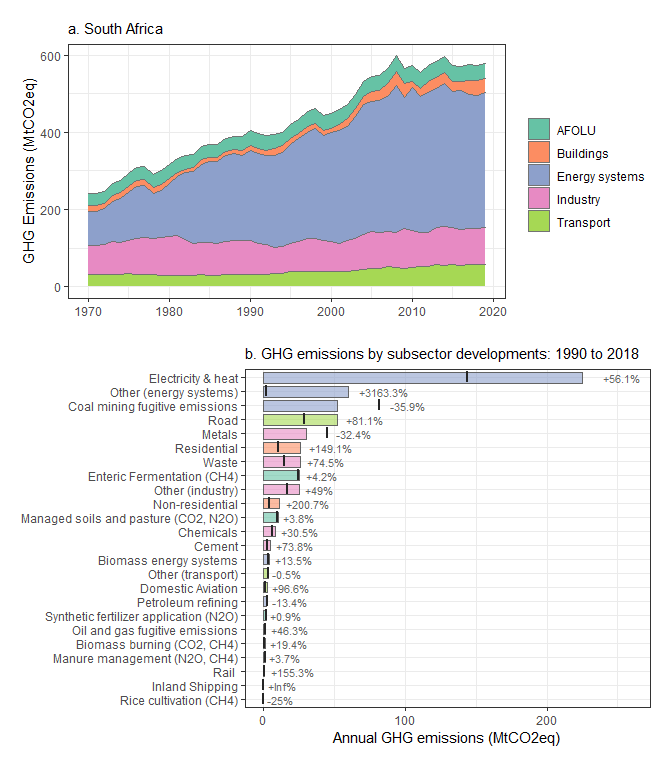 a. South Africa
GHG Emissions (MtCO2eq)
600
400
200
0
1970
1980
1990
2000
2010
2020
AFOLU
Buildings
Energy systems
Industry
Transport
b. GHG emissions by subsector developments: 1990 to 2018
Electricity & heat +56.1%
Other (energy systems) +3163.3%
Coal mining fugitive emissions -35.9%
Road +81.1%
Metals -32.4%
Residential +149.1%
Waste +74.5%
Enteric Fermentation (CH4) +4.2%
Other (industry) +49%
Non-residential +200.7%
Managed soils and pasture (CO2, N2O) +3.8%
Chemicals +30.5%
Cement +73.8%
Biomass energy systems +13.5%
Other (transport) -0.5%
Domestic Aviation +96.6%
Petroleum refining -13.4%
Synthetic fertilizer application (N2O) +0.9%
Oil and gas fugitive emissions +46.3%
Biomass burning (CO2, CH4) +19.4%
Manure management (N2O, CH4) +3.7%
Rail +155.3%
Inland Shipping +Inf%
Rice cultivation (CH4) -25%
0
100
200
Annual GHG emissions (MtCO2eq)